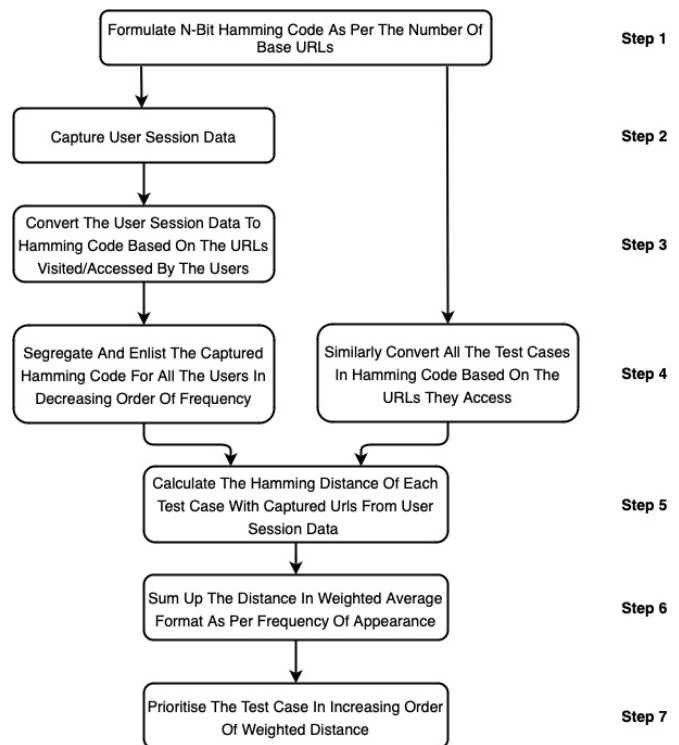 Formulate N-Bit Hamming Code As Per The Number Of
Base URLs
Step 1
Capture User Session Data
Step 2
Convert The User Session Data To
Hamming Code Based On The URLs
Visited/Accessed By The Users
Step 3
Segregate And Enlist The Captured
Hamming Code For All The Users In
Decreasing Order Of Frequency
Similarly Convert All The Test Cases
In Hamming Code Based On The
URLs They Access
Step 4
Calculate The Hamming Distance Of Each
Test Case With Captured Urls From User
Session Data
Step 5
Sum Up The Distance In Weighted Average
Format As Per Frequency Of Appearance
Step 6
Prioritise The Test Case In Increasing Order
Of Weighted Distance
Step 7